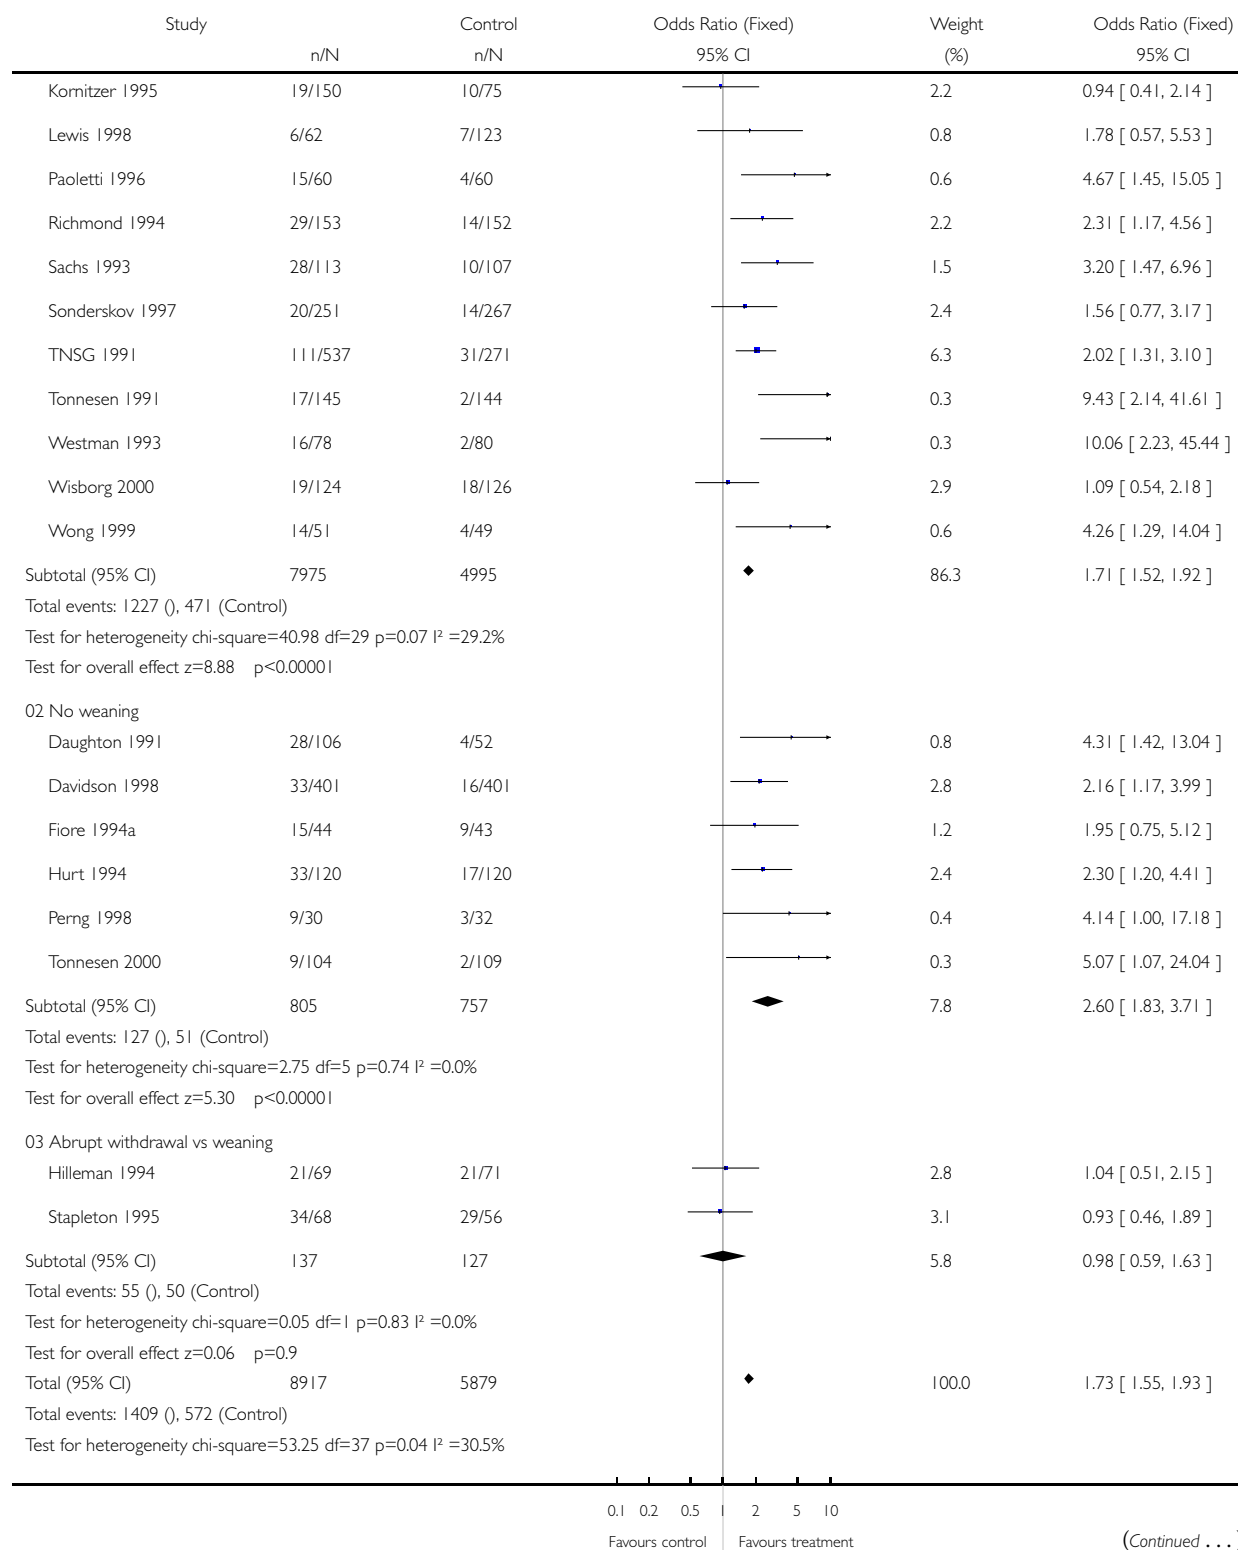 Study Control Odds Ratio (Fixed) Weight Odds Ratio (Fixed)
n/N n/N 95% CI (%) 95% CI
Kornitzer 1995 19/150 10/75 2.2 0.94 [ 0.41, 2.14 ]
Lewis 1998 6/62 7/123 0.8 1.78 [ 0.57, 5.53 ]
Paoletti 1996 15/60 4/60 0.6 4.67 [ 1.45, 15.05 ]
Richmond 1994 29/153 14/152 2.2 2.31 [ 1.17, 4.56 ]
Sachs 1993 28/113 10/107 1.5 3.20 [ 1.47, 6.96 ]
Sonderskov 1997 20/251 14/267 2.4 1.56 [ 0.77, 3.17 ]
TNSG 1991 111/537 31/271 6.3 2.02 [ 1.31, 3.10 ]
Tonnesen 1991 17/145 2/144 0.3 9.43 [ 2.14, 41.61 ]
Westman 1993 16/78 2/80 0.3 10.06 [ 2.23, 45.44 ]
Wisborg 2000 19/124 18/126 2.9 1.09 [ 0.54, 2.18 ]
Wong 1999 14/51 4/49 0.6 4.26 [ 1.29, 14.04 ]
Subtotal (95% CI) 7975 4995 86.3 1.71 [ 1.52, 1.92 ]
Total events: 1227 (), 471 (Control)
Test for heterogeneity chi-square=40.98 df=29 p=0.07 I² =29.2%
Test for overall effect z=8.88 p<0.00001
02 No weaning
Daughton 1991 28/106 4/52 0.8 4.31 [ 1.42, 13.04 ]
Davidson 1998 33/401 16/401 2.8 2.16 [ 1.17, 3.99 ]
Fiore 1994a 15/44 9/43 1.2 1.95 [ 0.75, 5.12 ]
Hurt 1994 33/120 17/120 2.4 2.30 [ 1.20, 4.41 ]
Perng 1998 9/30 3/32 0.4 4.14 [ 1.00, 17.18 ]
Tonnesen 2000 9/104 2/109 0.3 5.07 [ 1.07, 24.04 ]
Subtotal (95% CI) 805 757 7.8 2.60 [ 1.83, 3.71 ]
Total events: 127 (), 51 (Control)
Test for heterogeneity chi-square=2.75 df=5 p=0.74 I² =0.0%
Test for overall effect z=5.30 p<0.00001
03 Abrupt withdrawal vs weaning
Hilleman 1994 21/69 21/71 2.8 1.04 [ 0.51, 2.15 ]
Stapleton 1995 34/68 29/56 3.1 0.93 [ 0.46, 1.89 ]
Subtotal (95% CI) 137 127 5.8 0.98 [ 0.59, 1.63 ]
Total events: 55 (), 50 (Control)
Test for heterogeneity chi-square=0.05 df=1 p=0.83 I² =0.0%
Test for overall effect z=0.06 p=0.9
Total (95% CI) 8917 5879 100.0 1.73 [ 1.55, 1.93 ]
Total events: 1409 (), 572 (Control)
Test for heterogeneity chi-square=53.25 df=37 p=0.04 I² =30.5%
0.1 0.2 0.5 1 2 5 10
Favours control Favours treatment (Continued . . . )